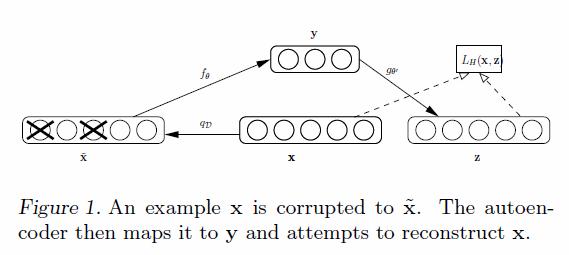 y
L_H(x, z)
f_θ
g_θ'
q_D
x̃
x
z
Figure 1. An example x is corrupted to x̃. The autoen-
coder then maps it to y and attempts to reconstruct x.